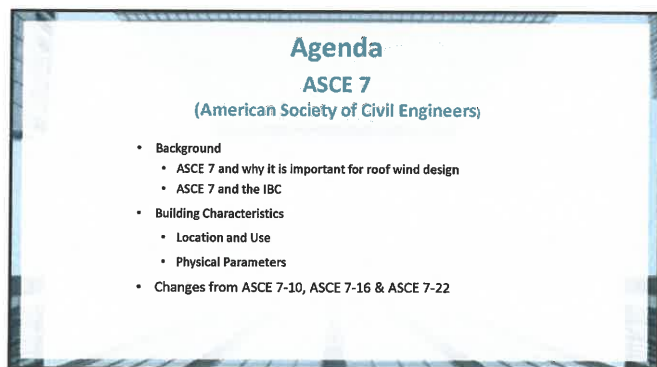 Agenda
ASCE 7
(American Society of Civil Engineers)
• Background
• ASCE 7 and why it is important for roof wind design
• ASCE 7 and the IBC
• Building Characteristics
• Location and Use
• Physical Parameters
• Changes from ASCE 7-10, ASCE 7-16 & ASCE 7-22